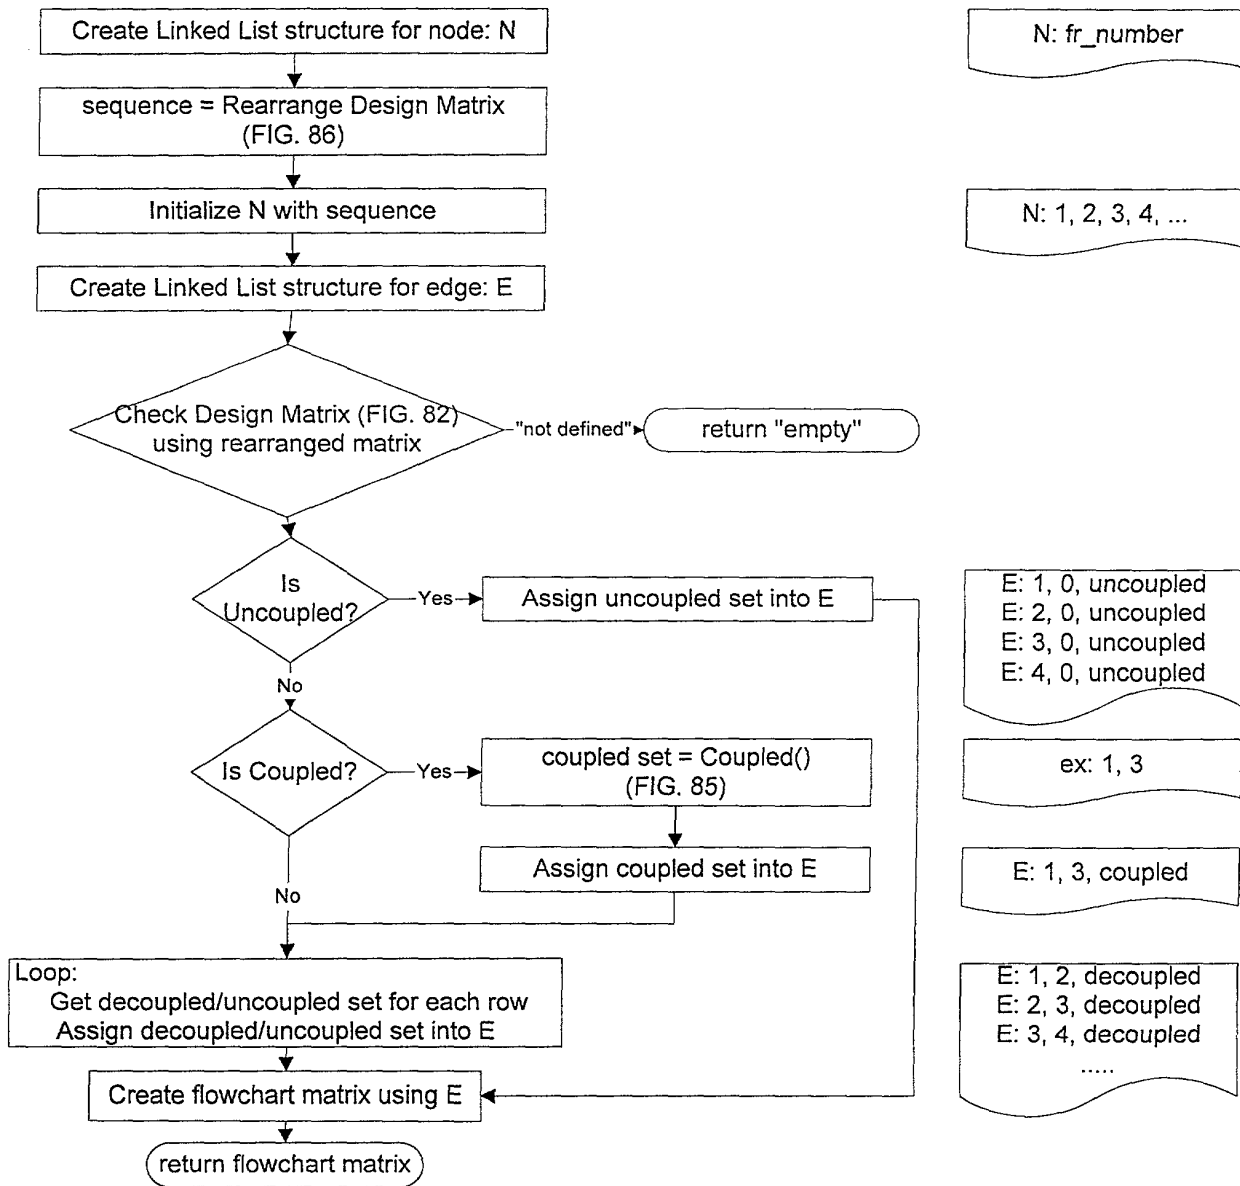 Create Linked List structure for node: N
N: fr_number
sequence = Rearrange Design Matrix
(FIG. 86)
Initialize N with sequence
N: 1, 2, 3, 4, ...
Create Linked List structure for edge: E
Check Design Matrix (FIG. 82)
using rearranged matrix
"not defined"
return "empty"
Is
Uncoupled?
Yes
Assign uncoupled set into E
E: 1, 0, uncoupled
E: 2, 0, uncoupled
E: 3, 0, uncoupled
E: 4, 0, uncoupled
No
Is Coupled?
Yes
coupled set = Coupled()
(FIG. 85)
ex: 1, 3
Assign coupled set into E
E: 1, 3, coupled
No
Loop:
Get decoupled/uncoupled set for each row
Assign decoupled/uncoupled set into E
E: 1, 2, decoupled
E: 2, 3, decoupled
E: 3, 4, decoupled
.....
Create flowchart matrix using E
return flowchart matrix